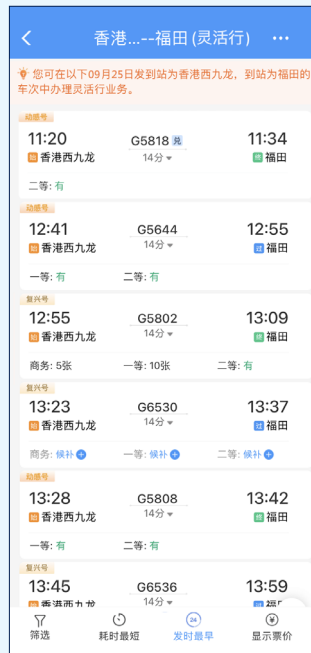 香港...--福田 (灵活行) ...
您可在以下09月25日发到站为香港西九龙，到站为福田的
车次中办理灵活行业务。
动感号
11:20 G5818 兑 11:34
始 香港西九龙 14分 终 福田
二等: 有
动感号
12:41 G5644 12:55
始 香港西九龙 14分 过 福田
一等: 有 二等: 有
复兴号
12:55 G5802 13:09
始 香港西九龙 14分 终 福田
商务: 5张 一等: 10张 二等: 有
复兴号
13:23 G6530 13:37
始 香港西九龙 14分 过 福田
商务: 候补 一等: 候补 二等: 候补
动感号
13:28 G5808 13:42
始 香港西九龙 14分 终 福田
一等: 有 二等: 有
复兴号
13:45 G6536 13:59
始 香港西九龙 14分 过 福田
筛选 耗时最短 24 发时最早 ¥ 显示票价